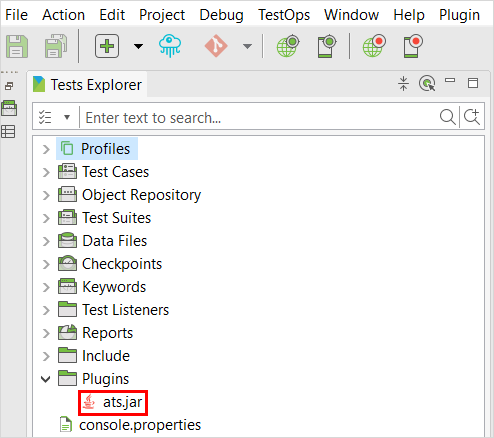 File Action Edit Project Debug TestOps Window Help Plugin
Tests Explorer
Enter text to search...
Profiles
Test Cases
Object Repository
Test Suites
Data Files
Checkpoints
Keywords
Test Listeners
Reports
Include
Plugins
ats.jar
console.properties